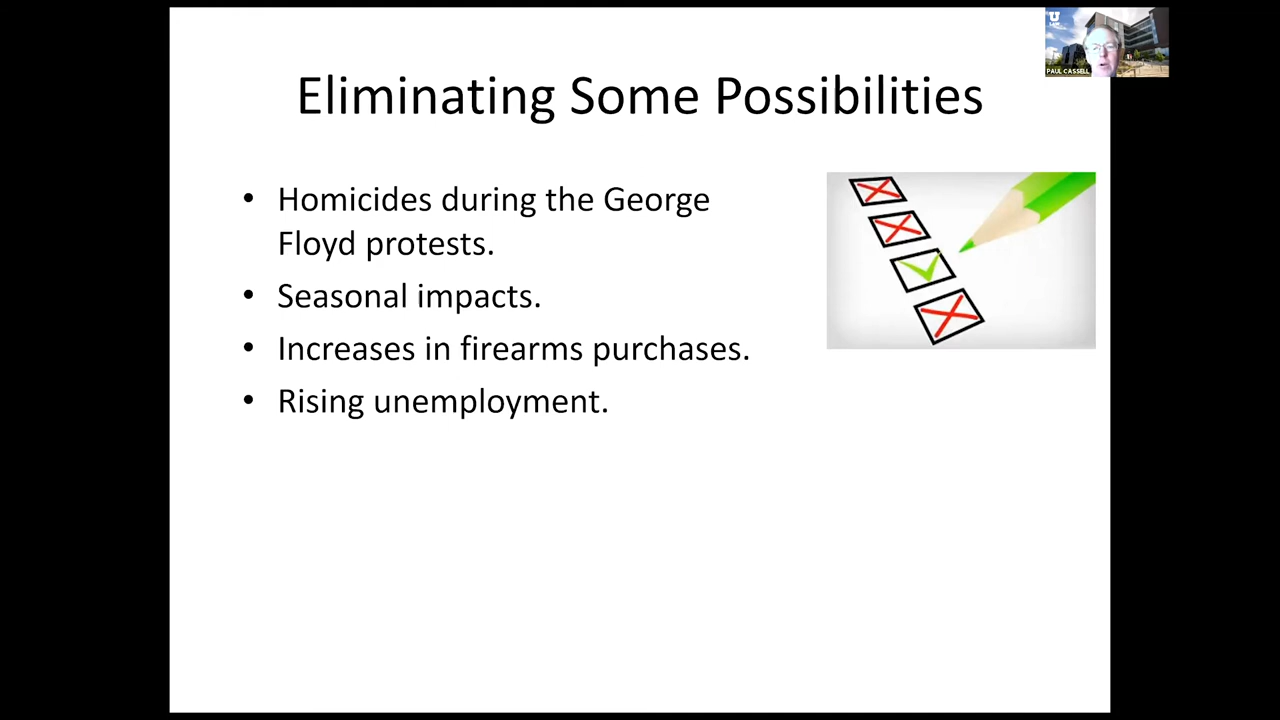 U
LAW
PAUL CASSELL
Eliminating Some Possibilities
• Homicides during the George
Floyd protests.
• Seasonal impacts.
• Increases in firearms purchases.
• Rising unemployment.